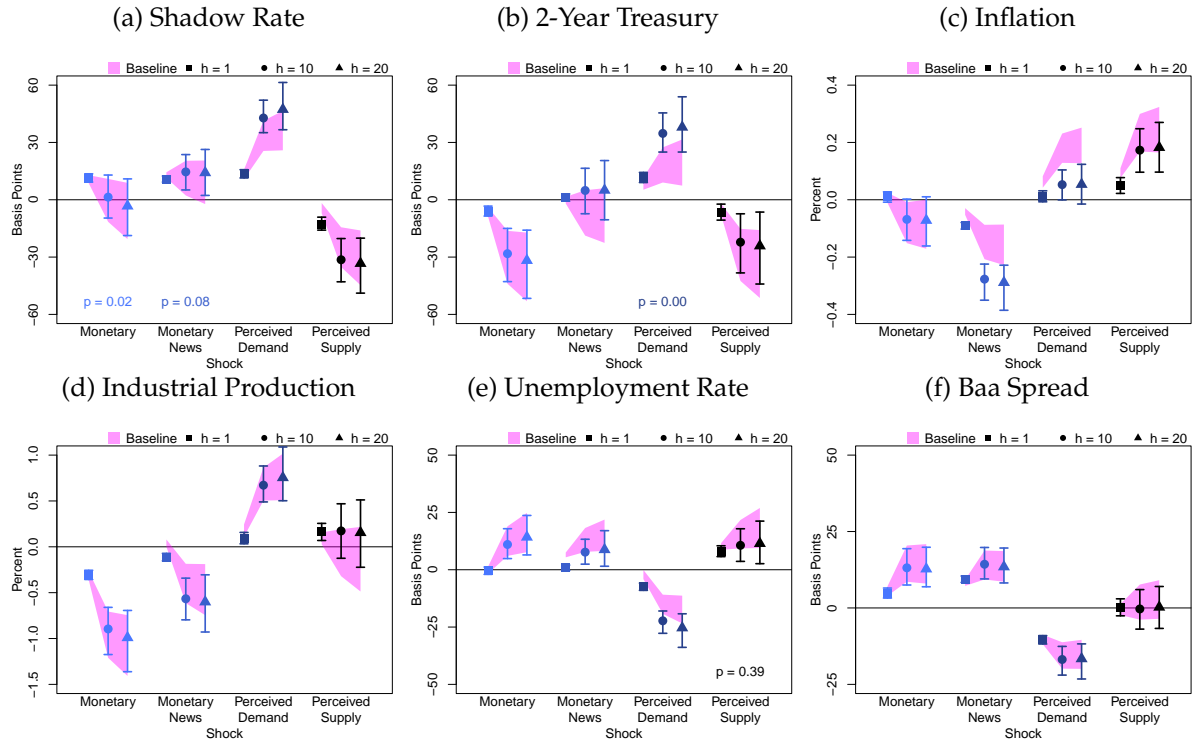 (a) Shadow Rate
Baseline h = 1 h = 10 h = 20
Basis Points
60
30
0
−30
−60
p = 0.02 p = 0.08
Monetary Monetary News Perceived Demand Perceived Supply
Shock
(b) 2-Year Treasury
Baseline h = 1 h = 10 h = 20
Basis Points
60
30
0
−30
−60
p = 0.00
Monetary Monetary News Perceived Demand Perceived Supply
Shock
(c) Inflation
Baseline h = 1 h = 10 h = 20
Percent
0.4
0.2
0.0
−0.2
−0.4
Monetary Monetary News Perceived Demand Perceived Supply
Shock
(d) Industrial Production
Baseline h = 1 h = 10 h = 20
Percent
1.0
0.5
0.0
−0.5
−1.0
−1.5
Monetary Monetary News Perceived Demand Perceived Supply
Shock
(e) Unemployment Rate
Baseline h = 1 h = 10 h = 20
Basis Points
50
25
0
−25
−50
p = 0.39
Monetary Monetary News Perceived Demand Perceived Supply
Shock
(f) Baa Spread
Baseline h = 1 h = 10 h = 20
Basis Points
50
25
0
−25
Monetary Monetary News Perceived Demand Perceived Supply
Shock